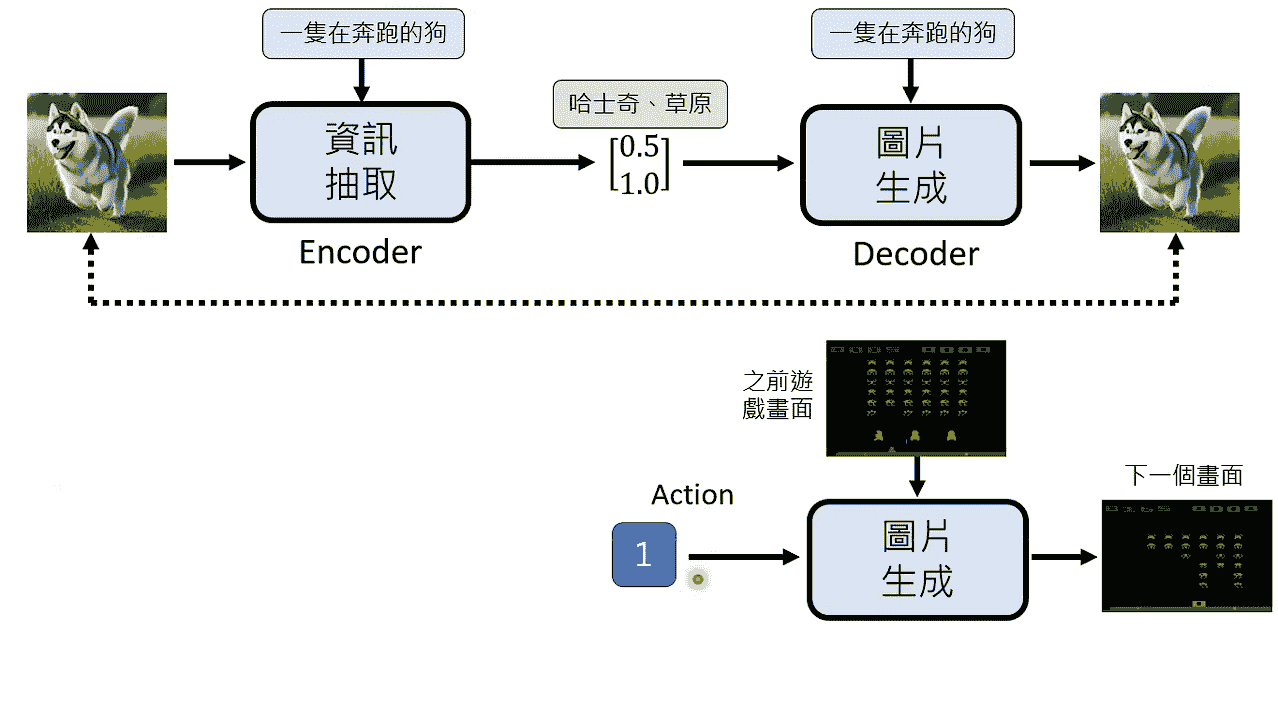 一隻在奔跑的狗
一隻在奔跑的狗
資訊
抽取
Encoder
哈士奇、草原
0.5
1.0
圖片
生成
Decoder
之前遊
戲畫面
Action
1
圖片
生成
下一個畫面